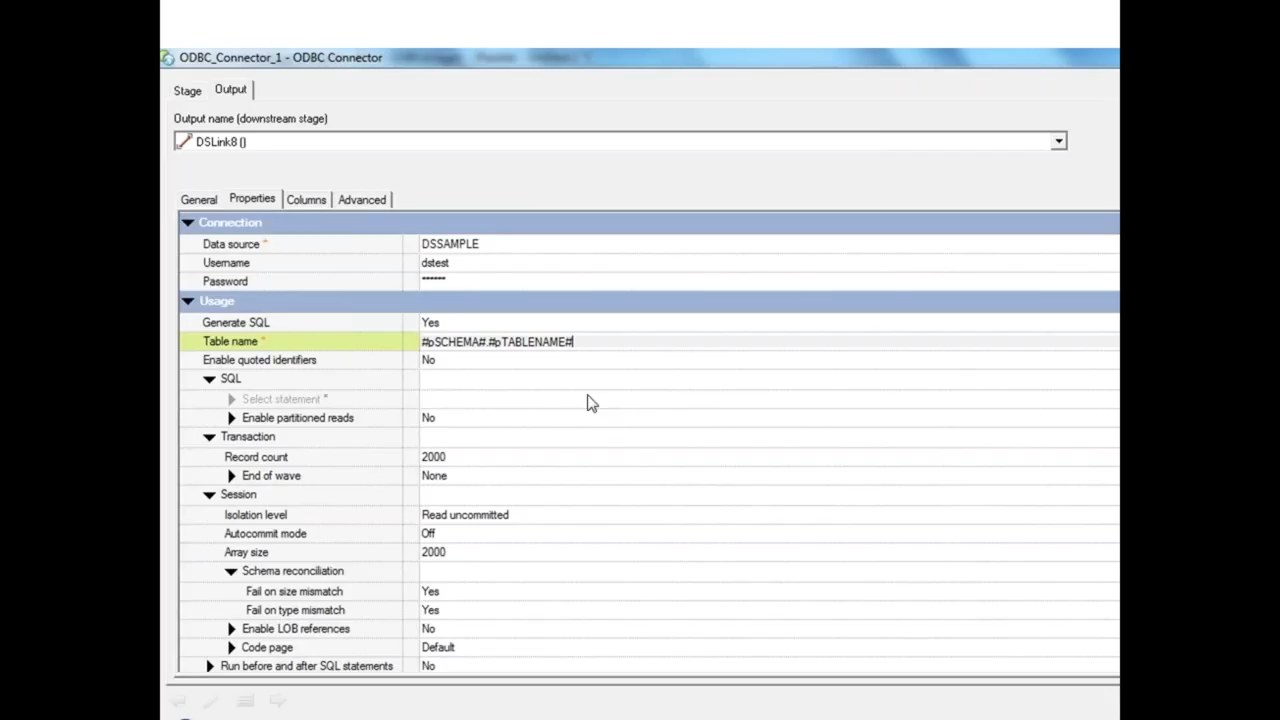 ODBC_Connector_1 - ODBC Connector
Stage Output
Output name (downstream stage)
DSLink8 ()
General Properties Columns Advanced
Connection
Data source * DSSAMPLE
Username dstest
Password ******
Usage
Generate SQL Yes
Table name * #pSCHEMA#.#pTABLENAME#
Enable quoted identifiers No
SQL
Select statement *
Enable partitioned reads No
Transaction
Record count 2000
End of wave None
Session
Isolation level Read uncommitted
Autocommit mode Off
Array size 2000
Schema reconciliation
Fail on size mismatch Yes
Fail on type mismatch Yes
Enable LOB references No
Code page Default
Run before and after SQL statements No